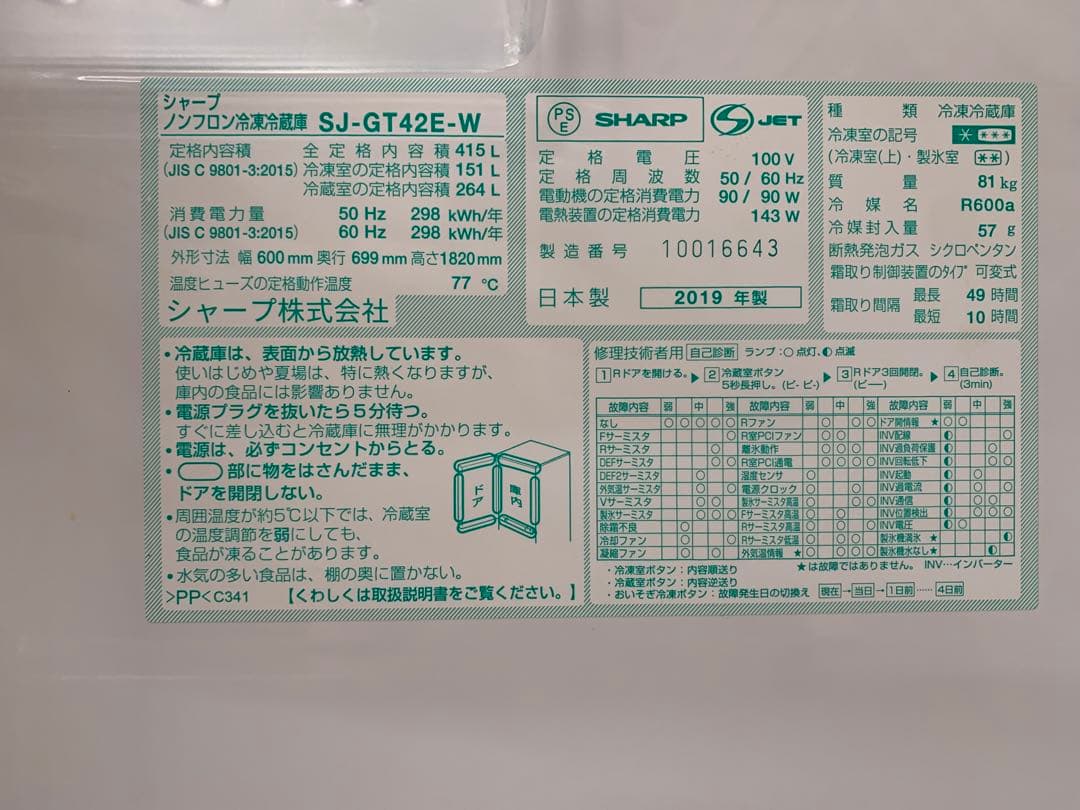 シャープ
ノンフロン冷凍冷蔵庫 SJ-GT42E-W
定格内容積 全定格内容積 415 L
(JIS C 9801-3:2015) 冷凍室の定格内容積 151 L
冷蔵室の定格内容積 264 L
消費電力量 50 Hz 298 kWh/年
(JIS C 9801-3:2015) 60 Hz 298 kWh/年
外形寸法 幅 600 mm 奥行 699 mm 高さ 1820 mm
温度ヒューズの定格動作温度 77 ℃
シャープ株式会社
PS E SHARP S JET
定格電圧 100 V
定格周波数 50 / 60 Hz
電動機の定格消費電力 90 / 90 W
電熱装置の定格消費電力 143 W
製造番号 10016643
日本製 2019 年製
種類 冷凍冷蔵庫
冷凍室の記号 * ***
(冷凍室(上)・製氷室 **)
質量 81 kg
冷媒名 R600a
冷媒封入量 57 g
断熱発泡ガス シクロペンタン
霜取り制御装置のタイプ 可変式
霜取り間隔 最長 49 時間
最短 10 時間
・冷蔵庫は、表面から放熱しています。
使いはじめや夏場は、特に熱くなりますが、
庫内の食品には影響ありません。
・電源プラグを抜いたら5分待つ。
すぐに差し込むと冷蔵庫に無理がかかります。
・電源は、必ずコンセントからとる。
・ 部に物をはさんだまま、
ドアを開閉しない。
・周囲温度が約5℃以下では、冷蔵室
の温度調節を弱にしても、
食品が凍ることがあります。
・水気の多い食品は、棚の奥に置かない。
>PP< C341 【くわしくは取扱説明書をご覧ください。】
ドア 庫内
修理技術者用 自己診断 ランプ:○点灯、◐点滅
1 Rドアを開ける。▶ 2 冷蔵室ボタン 5秒長押し。(ピ・ピ・) ▶ 3 Rドア3回開閉。(ピー) ▶ 4 自己診断。(3min)
故障内容 弱 中 強 故障内容 弱 中 強 故障内容 弱 中 強
なし Rファン ドア開情報 ★
Fサーミスタ R室PCIファン INV配線
Rサーミスタ 離氷動作 INV過負荷保護
DEFサーミスタ R室PCI通電 INV回転低下
DEF2サーミスタ 湿度センサ INV起動
外気温サーミスタ 電源クロック INV過電流
Vサーミスタ 製氷サーミスタ高温 INV通信
製氷サーミスタ Fサーミスタ高温 INV位置検出
除霜不良 Rサーミスタ高温 INV電圧
冷却ファン Rサーミスタ低温 製氷機満氷 ★
凝縮ファン 外気温情報 ★ 製氷機水なし★
・冷凍室ボタン:内容順送り ★は故障ではありません。 INV…インバーター
・冷蔵室ボタン:内容逆送り
・おいそぎ冷凍ボタン:故障発生日の切換え 現在→当日→1日前……4日前